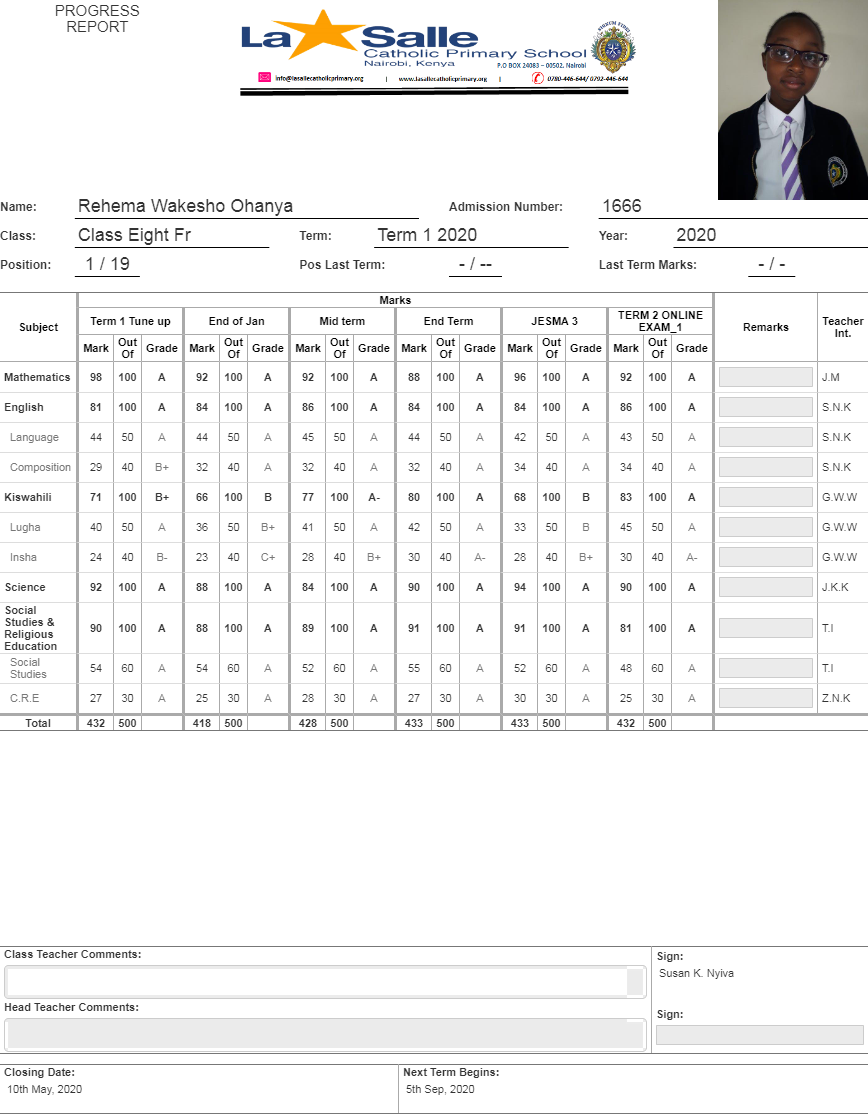 PROGRESS
REPORT
La Salle
Catholic Primary School
Nairobi, Kenya
P.O BOX 24083 – 00502, Nairobi
info@lasallecatholicprimary.org | www.lasallecatholicprimary.org | 0780-446-644/ 0792-446-644
Name: Rehema Wakesho Ohanya Admission Number: 1666
Class: Class Eight Fr Term: Term 1 2020 Year: 2020
Position: 1 / 19 Pos Last Term: - / -- Last Term Marks: - / -
Marks
Subject Term 1 Tune up End of Jan Mid term End Term JESMA 3 TERM 2 ONLINE EXAM_1 Remarks Teacher Int.
Mark Out Of Grade Mark Out Of Grade Mark Out Of Grade Mark Out Of Grade Mark Out Of Grade Mark Out Of Grade
Mathematics 98 100 A 92 100 A 92 100 A 88 100 A 96 100 A 92 100 A J.M
English 81 100 A 84 100 A 86 100 A 84 100 A 84 100 A 86 100 A S.N.K
Language 44 50 A 44 50 A 45 50 A 44 50 A 42 50 A 43 50 A S.N.K
Composition 29 40 B+ 32 40 A 32 40 A 32 40 A 34 40 A 34 40 A S.N.K
Kiswahili 71 100 B+ 66 100 B 77 100 A- 80 100 A 68 100 B 83 100 A G.W.W
Lugha 40 50 A 36 50 B+ 41 50 A 42 50 A 33 50 B 45 50 A G.W.W
Insha 24 40 B- 23 40 C+ 28 40 B+ 30 40 A- 28 40 B+ 30 40 A- G.W.W
Science 92 100 A 88 100 A 84 100 A 90 100 A 94 100 A 90 100 A J.K.K
Social Studies & Religious Education 90 100 A 88 100 A 89 100 A 91 100 A 91 100 A 81 100 A T.I
Social Studies 54 60 A 54 60 A 52 60 A 55 60 A 52 60 A 48 60 A T.I
C.R.E 27 30 A 25 30 A 28 30 A 27 30 A 30 30 A 25 30 A Z.N.K
Total 432 500 418 500 428 500 433 500 433 500 432 500
Class Teacher Comments: Sign:
Susan K. Nyiva
Head Teacher Comments: Sign:
Closing Date: Next Term Begins:
10th May, 2020 5th Sep, 2020